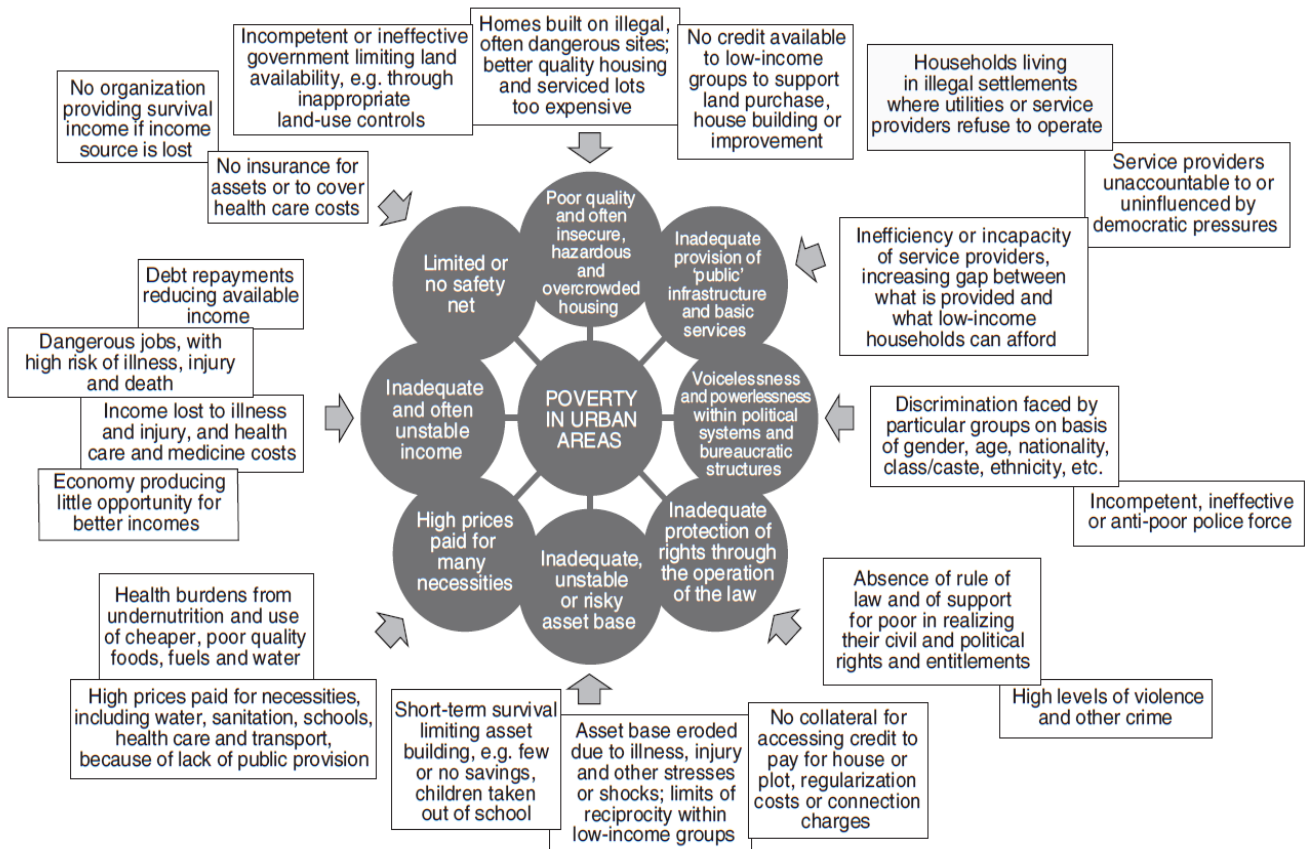 Incompetent or ineffective
government limiting land
availability, e.g. through
inappropriate
land-use controls
Homes built on illegal,
often dangerous sites;
better quality housing
and serviced lots
too expensive
No credit available
to low-income
groups to support
land purchase,
house building or
improvement
Households living
in illegal settlements
where utilities or service
providers refuse to operate
No organization
providing survival
income if income
source is lost
No insurance for
assets or to cover
health care costs
Service providers
unaccountable to or
uninfluenced by
democratic pressures
Inefficiency or incapacity
of service providers,
increasing gap between
what is provided and
what low-income
households can afford
Poor quality
and often
insecure,
hazardous
and
overcrowded
housing
Limited or
no safety
net
Inadequate
provision of
‘public’
infrastructure
and basic
services
Debt repayments
reducing available
income
Dangerous jobs, with
high risk of illness, injury
and death
Income lost to illness
and injury, and health
care and medicine costs
Economy producing
little opportunity for
better incomes
Inadequate
and often
unstable
income
POVERTY
IN URBAN
AREAS
Voicelessness
and powerlessness
within political
systems and
bureaucratic
structures
Discrimination faced by
particular groups on basis
of gender, age, nationality,
class/caste, ethnicity, etc.
Incompetent, ineffective
or anti-poor police force
High prices
paid for
many
necessities
Inadequate,
unstable
or risky
asset base
Inadequate
protection of
rights through
the operation
of the law
Absence of rule of
law and of support
for poor in realizing
their civil and political
rights and entitlements
High levels of violence
and other crime
Health burdens from
undernutrition and use
of cheaper, poor quality
foods, fuels and water
High prices paid for necessities,
including water, sanitation, schools,
health care and transport,
because of lack of public provision
Short-term survival
limiting asset
building, e.g. few
or no savings,
children taken
out of school
Asset base eroded
due to illness, injury
and other stresses
or shocks; limits of
reciprocity within
low-income groups
No collateral for
accessing credit to
pay for house or
plot, regularization
costs or connection
charges